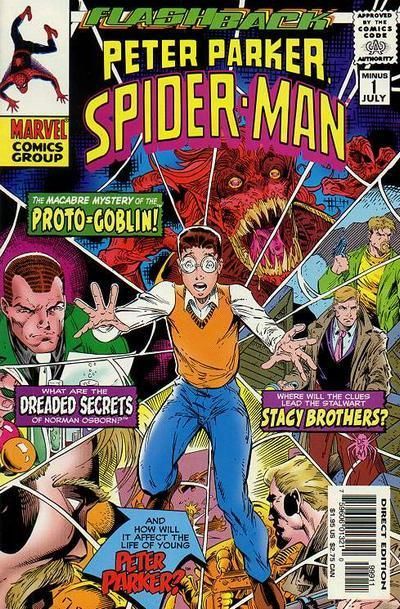 FLASHBACK
PETER PARKER,
SPIDER-MAN
APPROVED
BY THE
COMICS
CODE
CA
AUTHORITY
MINUS
1
JULY
MARVEL
COMICS
GROUP
THE MACABRE MYSTERY OF THE
PROTO-GOBLIN!
WHAT ARE THE
DREADED SECRETS
OF NORMAN OSBORN?
WHERE WILL THE CLUES
LEAD THE STALWART
STACY BROTHERS?
AND
HOW WILL
IT AFFECT
THE LIFE OF YOUNG
PETER
PARKER?
$1.95 US $2.75 CAN
99911
DIRECT EDITION